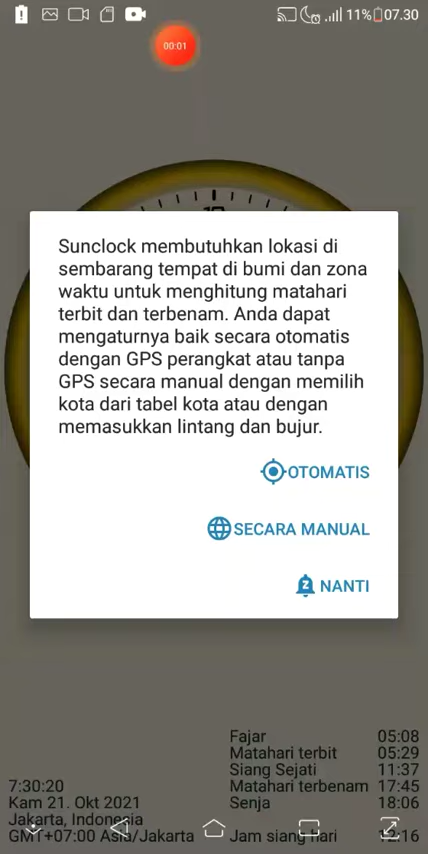 11% 07.30
00:01
Sunclock membutuhkan lokasi di
sembarang tempat di bumi dan zona
waktu untuk menghitung matahari
terbit dan terbenam. Anda dapat
mengaturnya baik secara otomatis
dengan GPS perangkat atau tanpa
GPS secara manual dengan memilih
kota dari tabel kota atau dengan
memasukkan lintang dan bujur.
OTOMATIS
SECARA MANUAL
NANTI
Fajar 05:08
Matahari terbit 05:29
Siang Sejati 11:37
7:30:20 Matahari terbenam 17:45
Kam 21. Okt 2021 Senja 18:06
Jakarta, Indonesia
GMT+07:00 Asia/Jakarta Jam siang hari 12:16